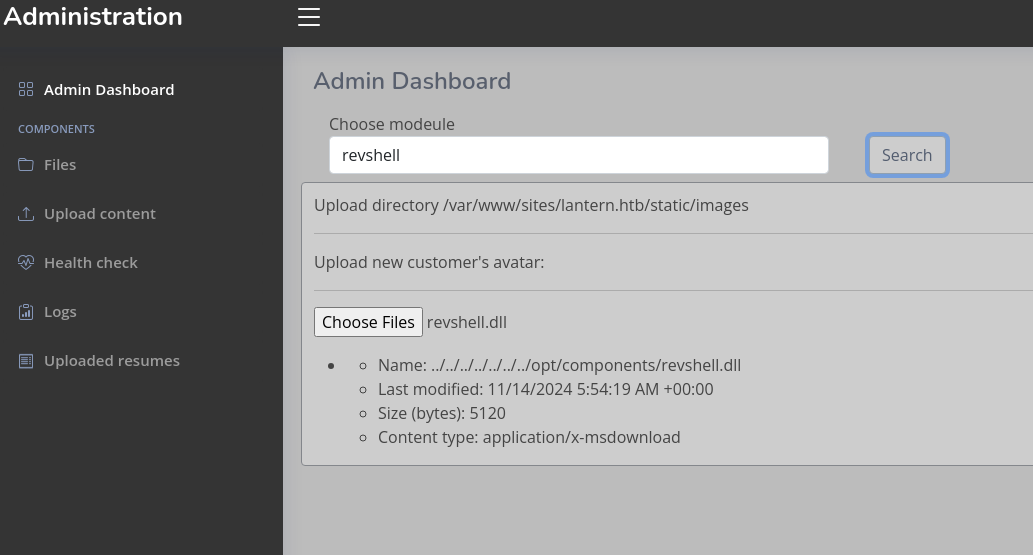 Administration
Admin Dashboard
COMPONENTS
Files
Upload content
Health check
Logs
Uploaded resumes
Admin Dashboard
Choose modeule
revshell
Search
Upload directory /var/www/sites/lantern.htb/static/images
Upload new customer's avatar:
Choose Files revshell.dll
Name: ../../../../../../../opt/components/revshell.dll
Last modified: 11/14/2024 5:54:19 AM +00:00
Size (bytes): 5120
Content type: application/x-msdownload